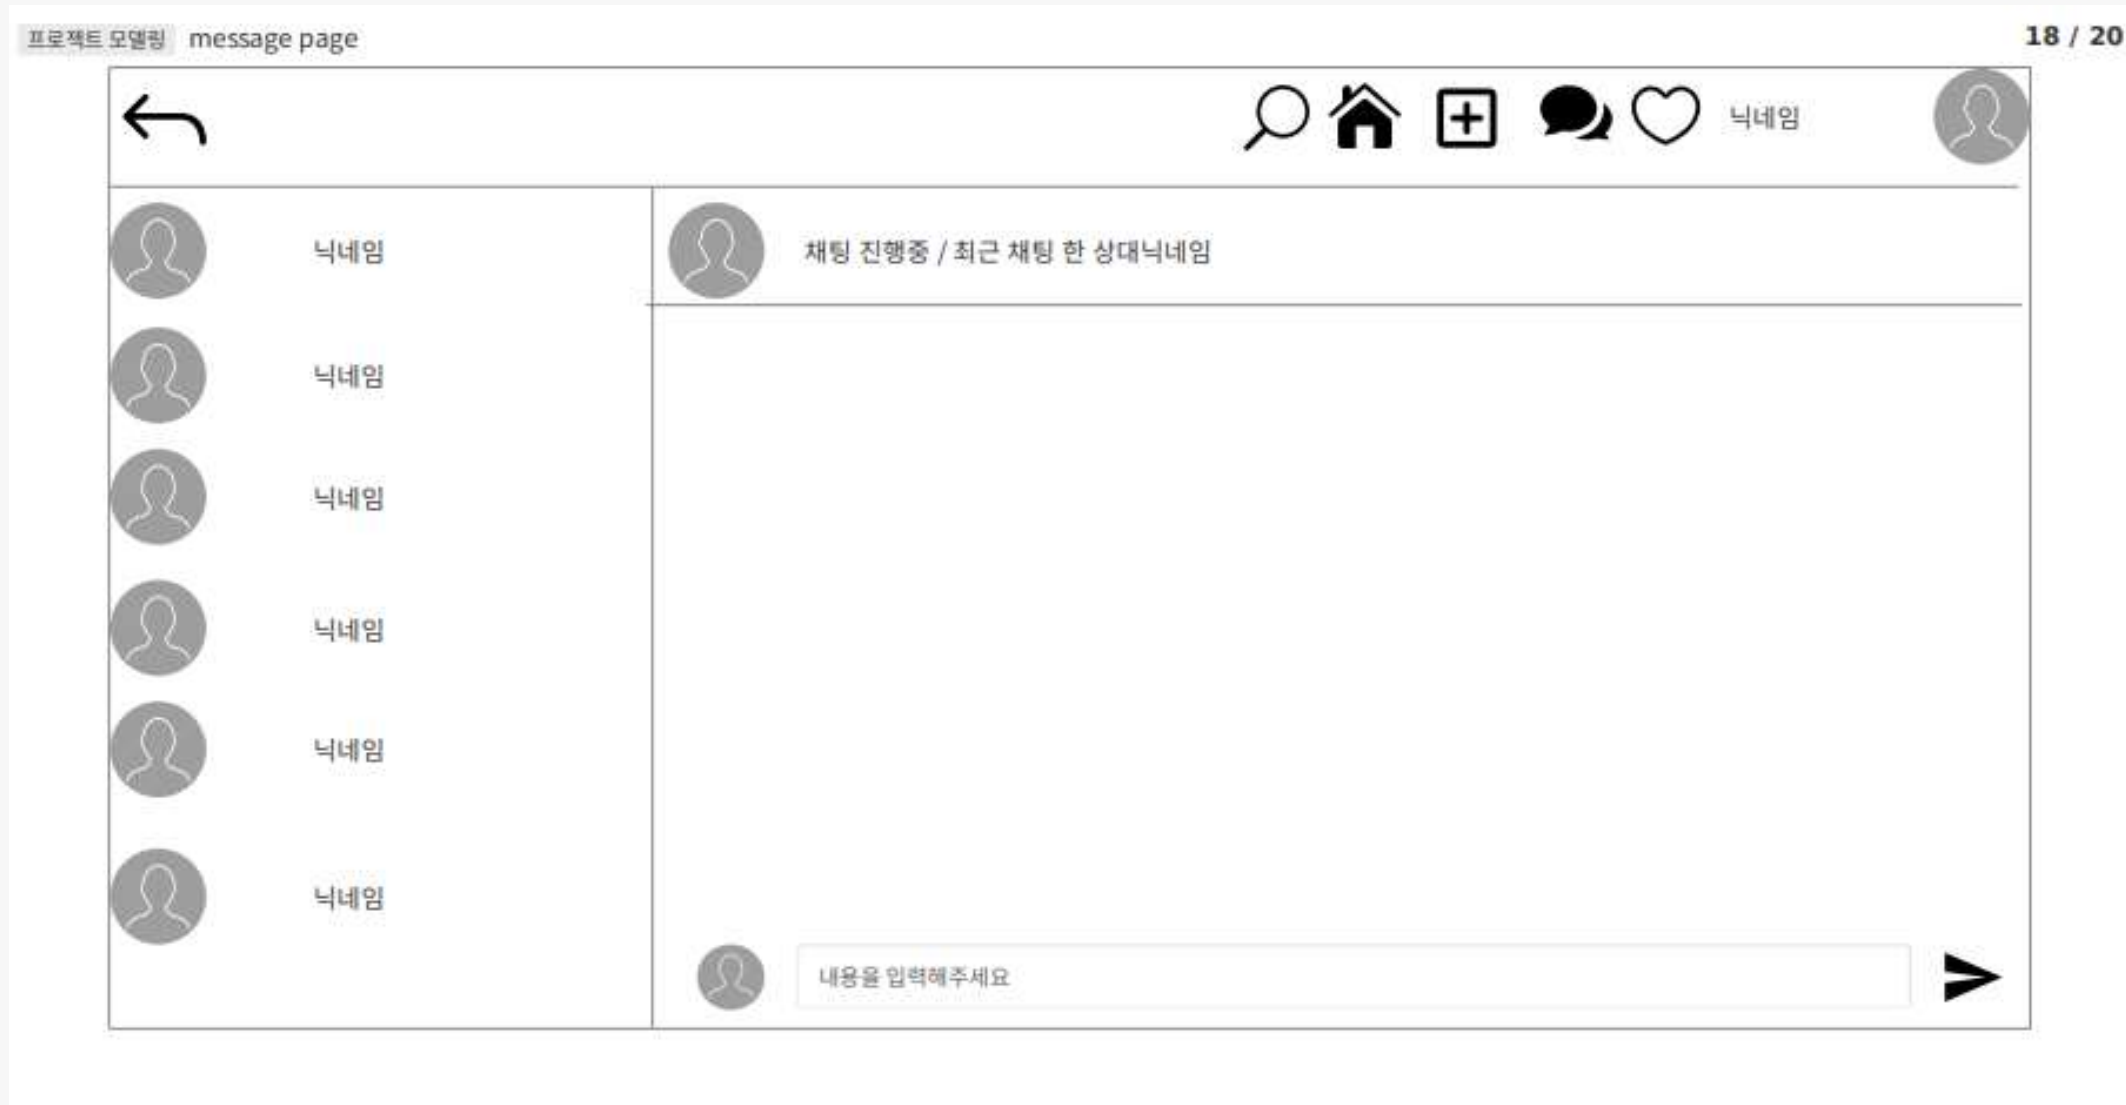 프로젝트 모델링 message page
18 / 20
닉네임
닉네임
채팅 진행중 / 최근 채팅 한 상대닉네임
닉네임
닉네임
닉네임
닉네임
닉네임
내용을 입력해주세요